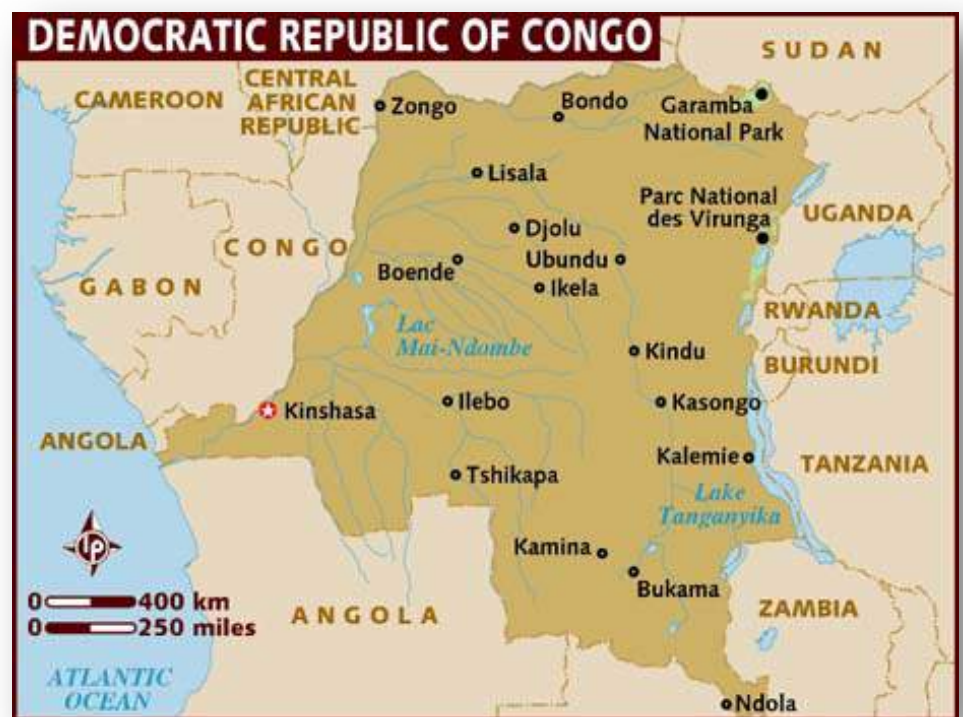 DEMOCRATIC REPUBLIC OF CONGO
SUDAN
CENTRAL
AFRICAN
REPUBLIC
CAMEROON
Zongo
Bondo
Garamba
National Park
Lisala
Parc National
des Virunga
UGANDA
Djolu
CONGO
Boende
Ubundu
GABON
Ikela
RWANDA
Lac
Mai-Ndombe
Kindu
BURUNDI
Kinshasa
Ilebo
Kasongo
ANGOLA
Kalemie
TANZANIA
Tshikapa
Lake
Tanganyika
Kamina
LP
Bukama
0 400 km
0 250 miles
ANGOLA
ZAMBIA
ATLANTIC
OCEAN
Ndola